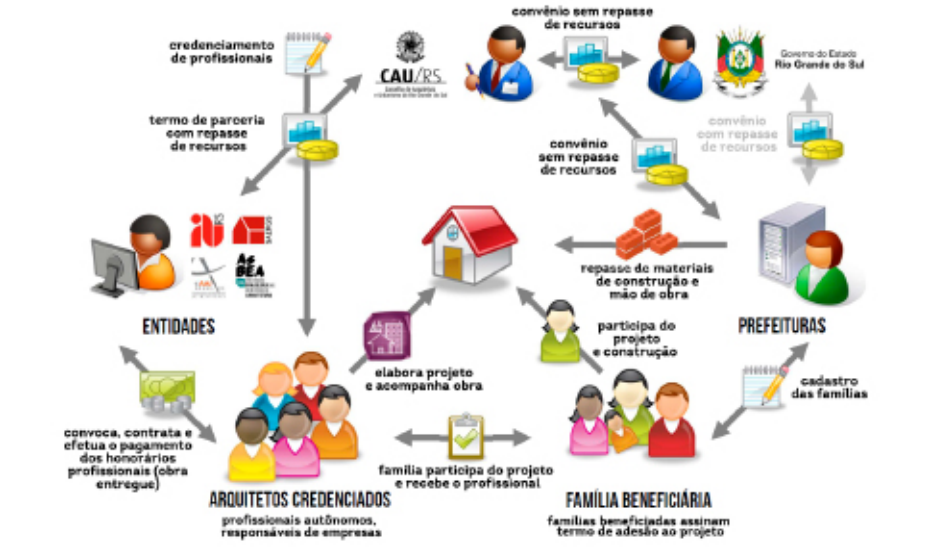 credenciamento
de profissionais
CAU/RS
convênio sem repasse
de recursos
Governo do Estado
Rio Grande do Sul
termo de parceria
com repasse
de recursos
convênio
sem repasse
de recursos
convênio
com repasse
de recursos
RS
SAERGS
AsBEA
ENTIDADES
repasse de materiais
de construção e
mão de obra
PREFEITURAS
participa do
projeto
e construção
elabora projeto
e acompanha obra
cadastro
das famílias
convoca, contrata e
efetua o pagamento
dos honorários
profissionais (obra
entregue)
família participa do projeto
e recebe o profissional
ARQUITETOS CREDENCIADOS
profissionais autônomos,
responsáveis de empresas
FAMÍLIA BENEFICIÁRIA
famílias beneficiadas assinam
termo de adesão ao projeto